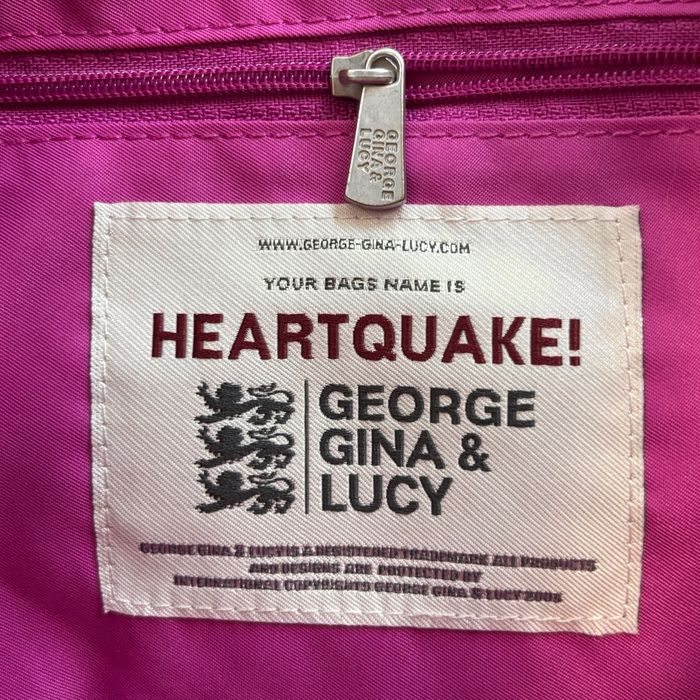 GEORGE
GINA &
LUCY
WWW.GEORGE-GINA-LUCY.COM
YOUR BAGS NAME IS
HEARTQUAKE!
GEORGE
GINA &
LUCY
GEORGE GINA & LUCY IS A REGISTERED TRADEMARK ALL PRODUCTS
AND DESIGNS ARE PROTECTED BY
INTERNATIONAL COPYRIGHTS GEORGE GINA & LUCY